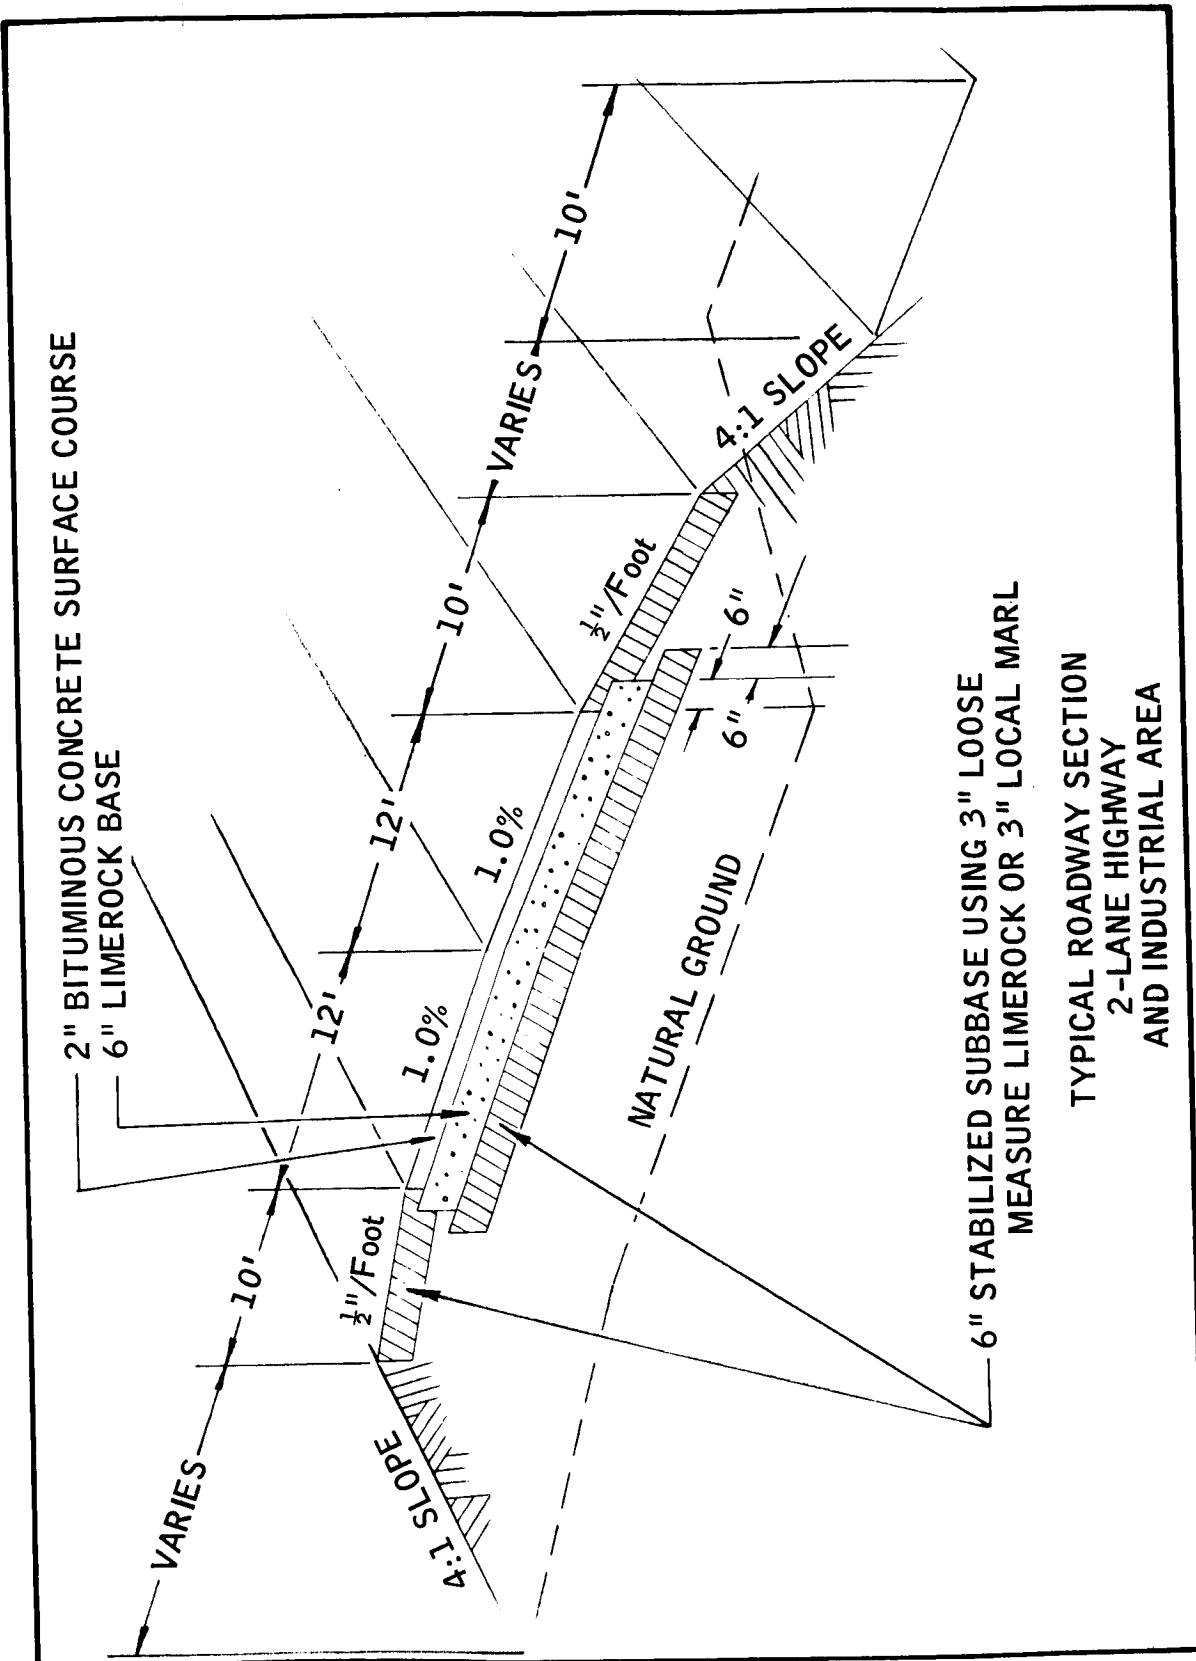 2" BITUMINOUS CONCRETE SURFACE COURSE
6" LIMEROCK BASE
VARIES
10'
12'
12'
10'
VARIES
10'
4:1 SLOPE
½"/Foot
1.0%
1.0%
½"/Foot
4:1 SLOPE
6"
6"
NATURAL GROUND
6" STABILIZED SUBBASE USING 3" LOOSE
MEASURE LIMEROCK OR 3" LOCAL MARL
TYPICAL ROADWAY SECTION
2-LANE HIGHWAY
AND INDUSTRIAL AREA